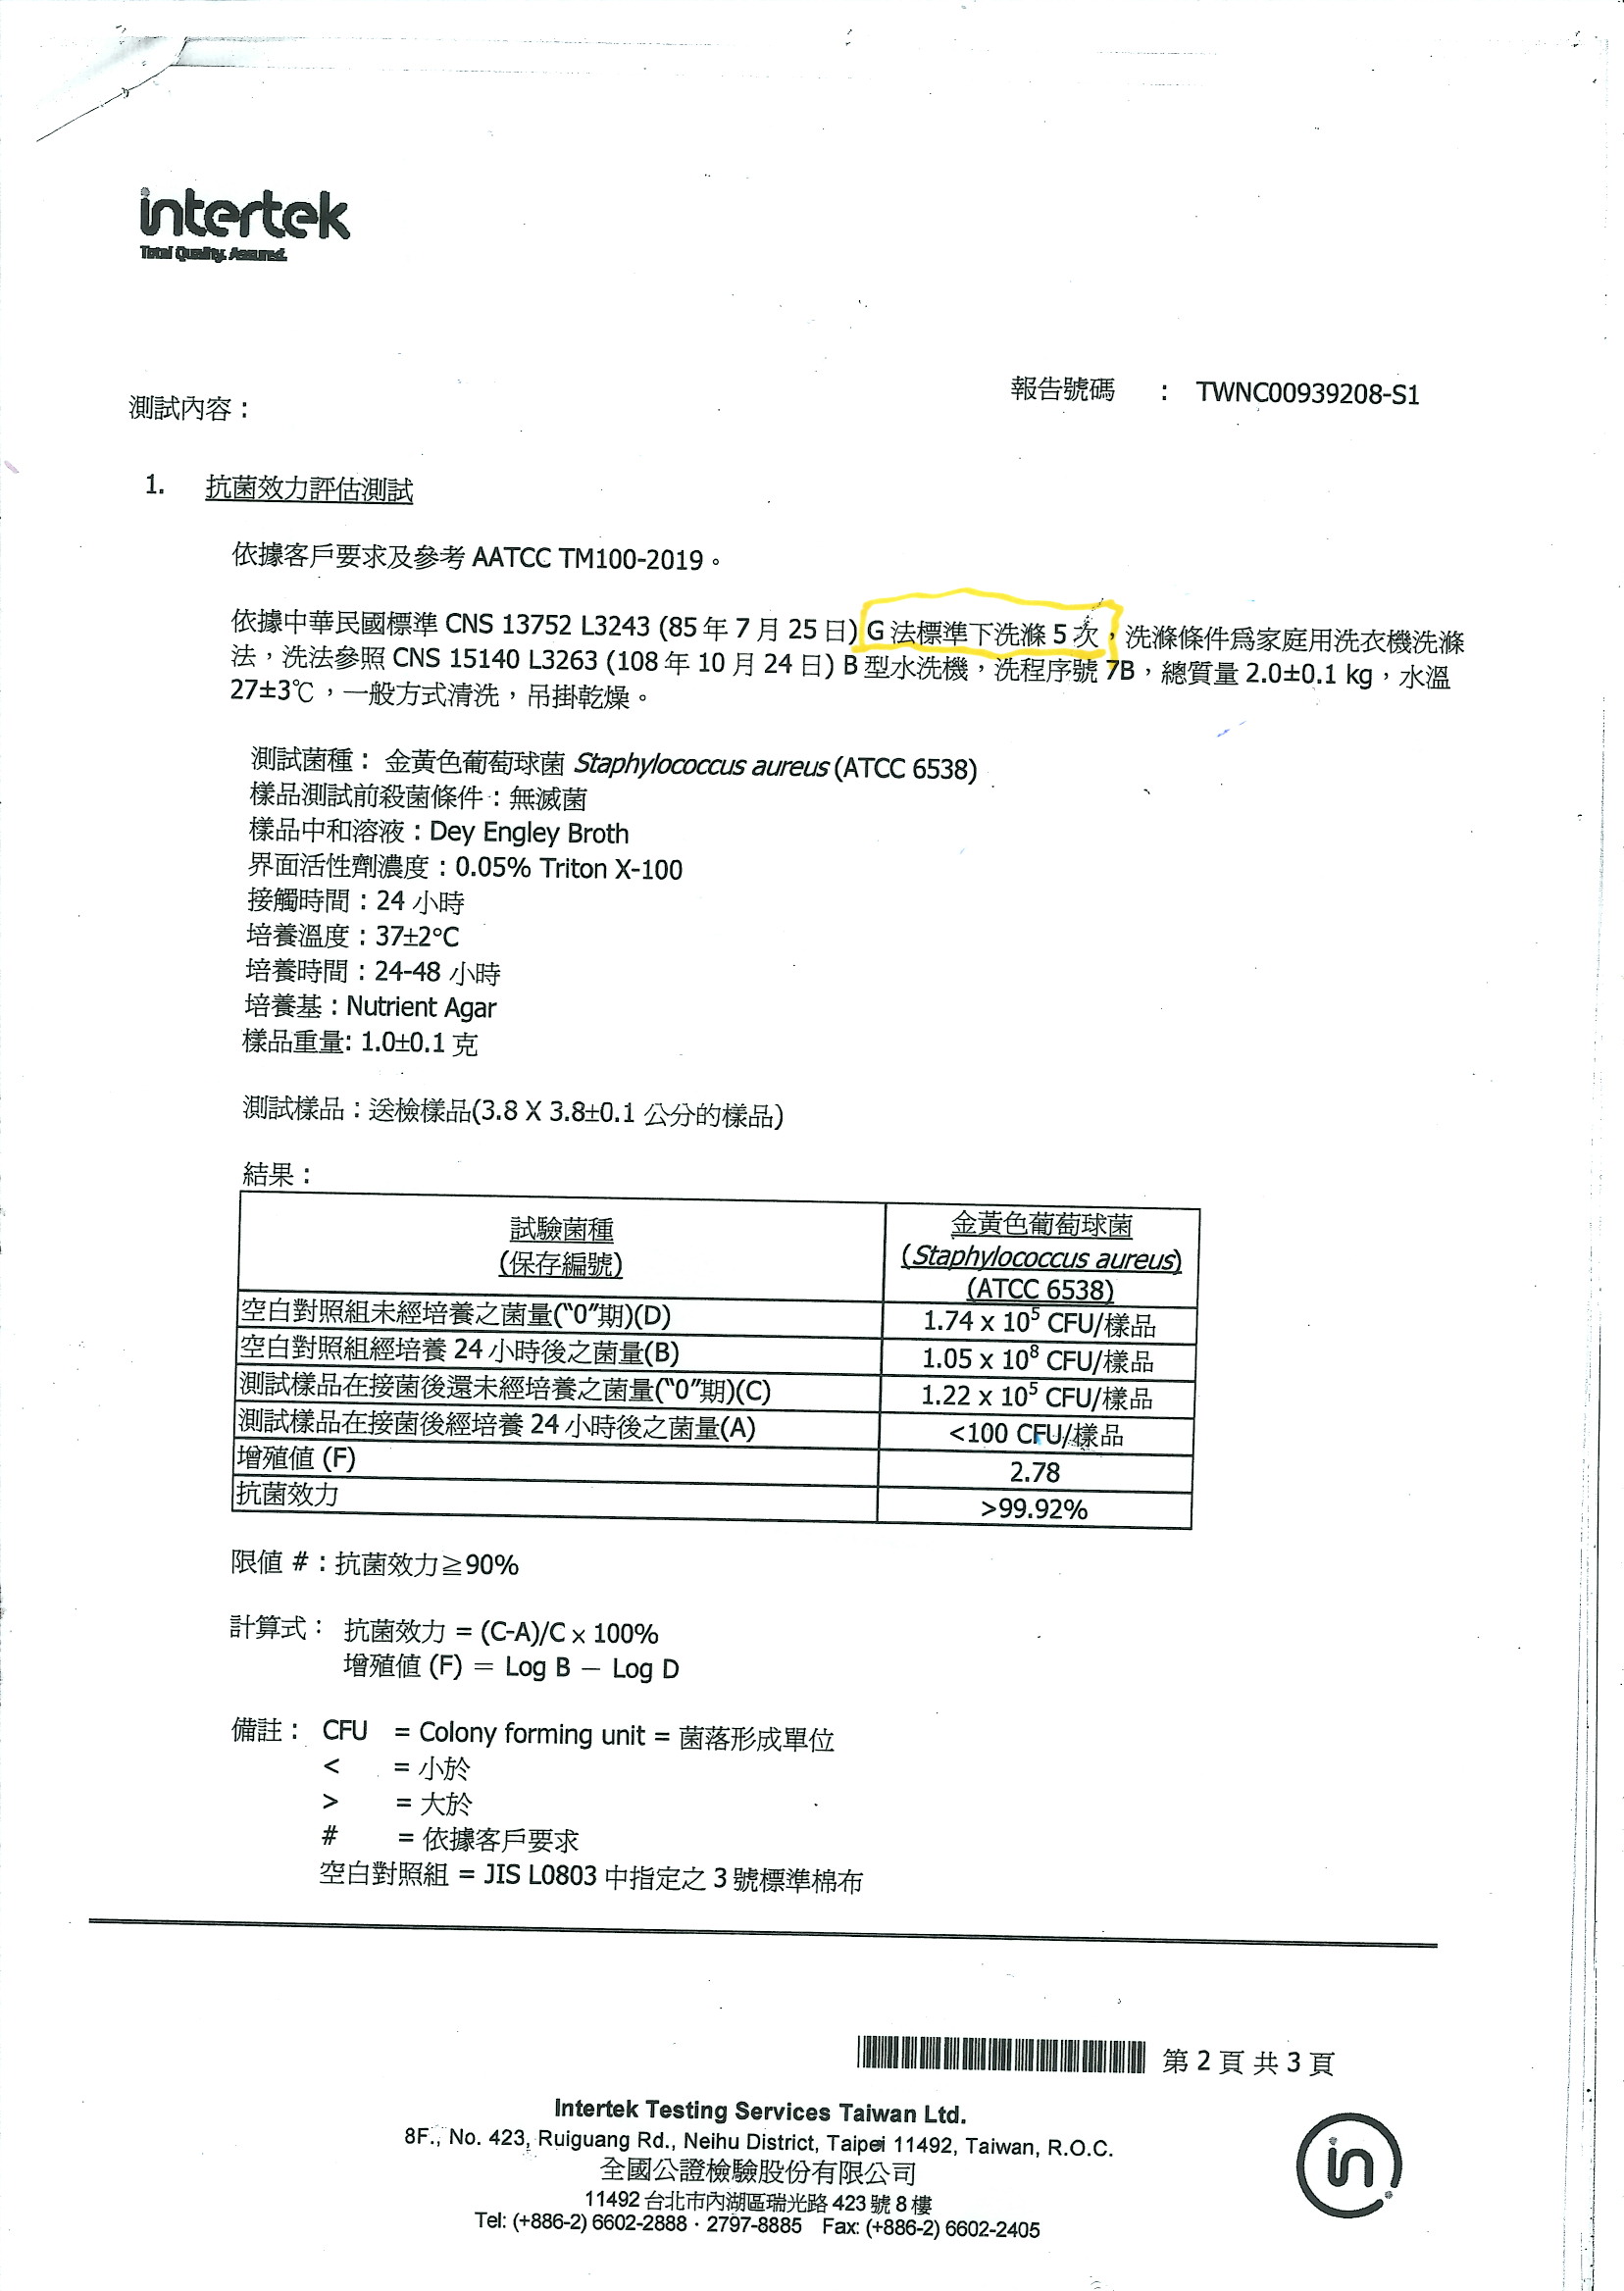 intertek
Total Quality. Assured.
報告號碼 : TWNC00939208-S1
測試內容：
1. 抗菌效力評估測試
依據客戶要求及參考 AATCC TM100-2019。
依據中華民國標準 CNS 13752 L3243 (85 年 7 月 25 日) G 法標準下洗滌 5 次，洗滌條件爲家庭用洗衣機洗滌
法，洗法參照 CNS 15140 L3263 (108 年 10 月 24 日) B 型水洗機，洗程序號 7B，總質量 2.0±0.1 kg，水溫
27±3℃，一般方式清洗，吊掛乾燥。
測試菌種： 金黃色葡萄球菌 Staphylococcus aureus (ATCC 6538)
樣品測試前殺菌條件：無滅菌
樣品中和溶液：Dey Engley Broth
界面活性劑濃度：0.05% Triton X-100
接觸時間：24 小時
培養溫度：37±2°C
培養時間：24-48 小時
培養基：Nutrient Agar
樣品重量: 1.0±0.1 克
測試樣品：送檢樣品(3.8 X 3.8±0.1 公分的樣品)
結果：
試驗菌種
(保存編號)
金黃色葡萄球菌
(Staphylococcus aureus)
(ATCC 6538)
空白對照組未經培養之菌量("0"期)(D) 1.74 x 10⁵ CFU/樣品
空白對照組經培養 24 小時後之菌量(B) 1.05 x 10⁸ CFU/樣品
測試樣品在接菌後還未經培養之菌量("0"期)(C) 1.22 x 10⁵ CFU/樣品
測試樣品在接菌後經培養 24 小時後之菌量(A) <100 CFU/樣品
增殖値 (F) 2.78
抗菌效力 >99.92%
限値 #：抗菌效力≧90%
計算式： 抗菌效力 = (C-A)/C x 100%
增殖値 (F) ＝ Log B － Log D
備註： CFU = Colony forming unit = 菌落形成單位
< = 小於
> = 大於
# = 依據客戶要求
空白對照組 = JIS L0803 中指定之 3 號標準棉布
第 2 頁 共 3 頁
Intertek Testing Services Taiwan Ltd.
8F., No. 423, Ruiguang Rd., Neihu District, Taipei 11492, Taiwan, R.O.C.
全國公證檢驗股份有限公司
11492 台北市內湖區瑞光路 423 號 8 樓
Tel: (+886-2) 6602-2888 · 2797-8885 Fax: (+886-2) 6602-2405
in